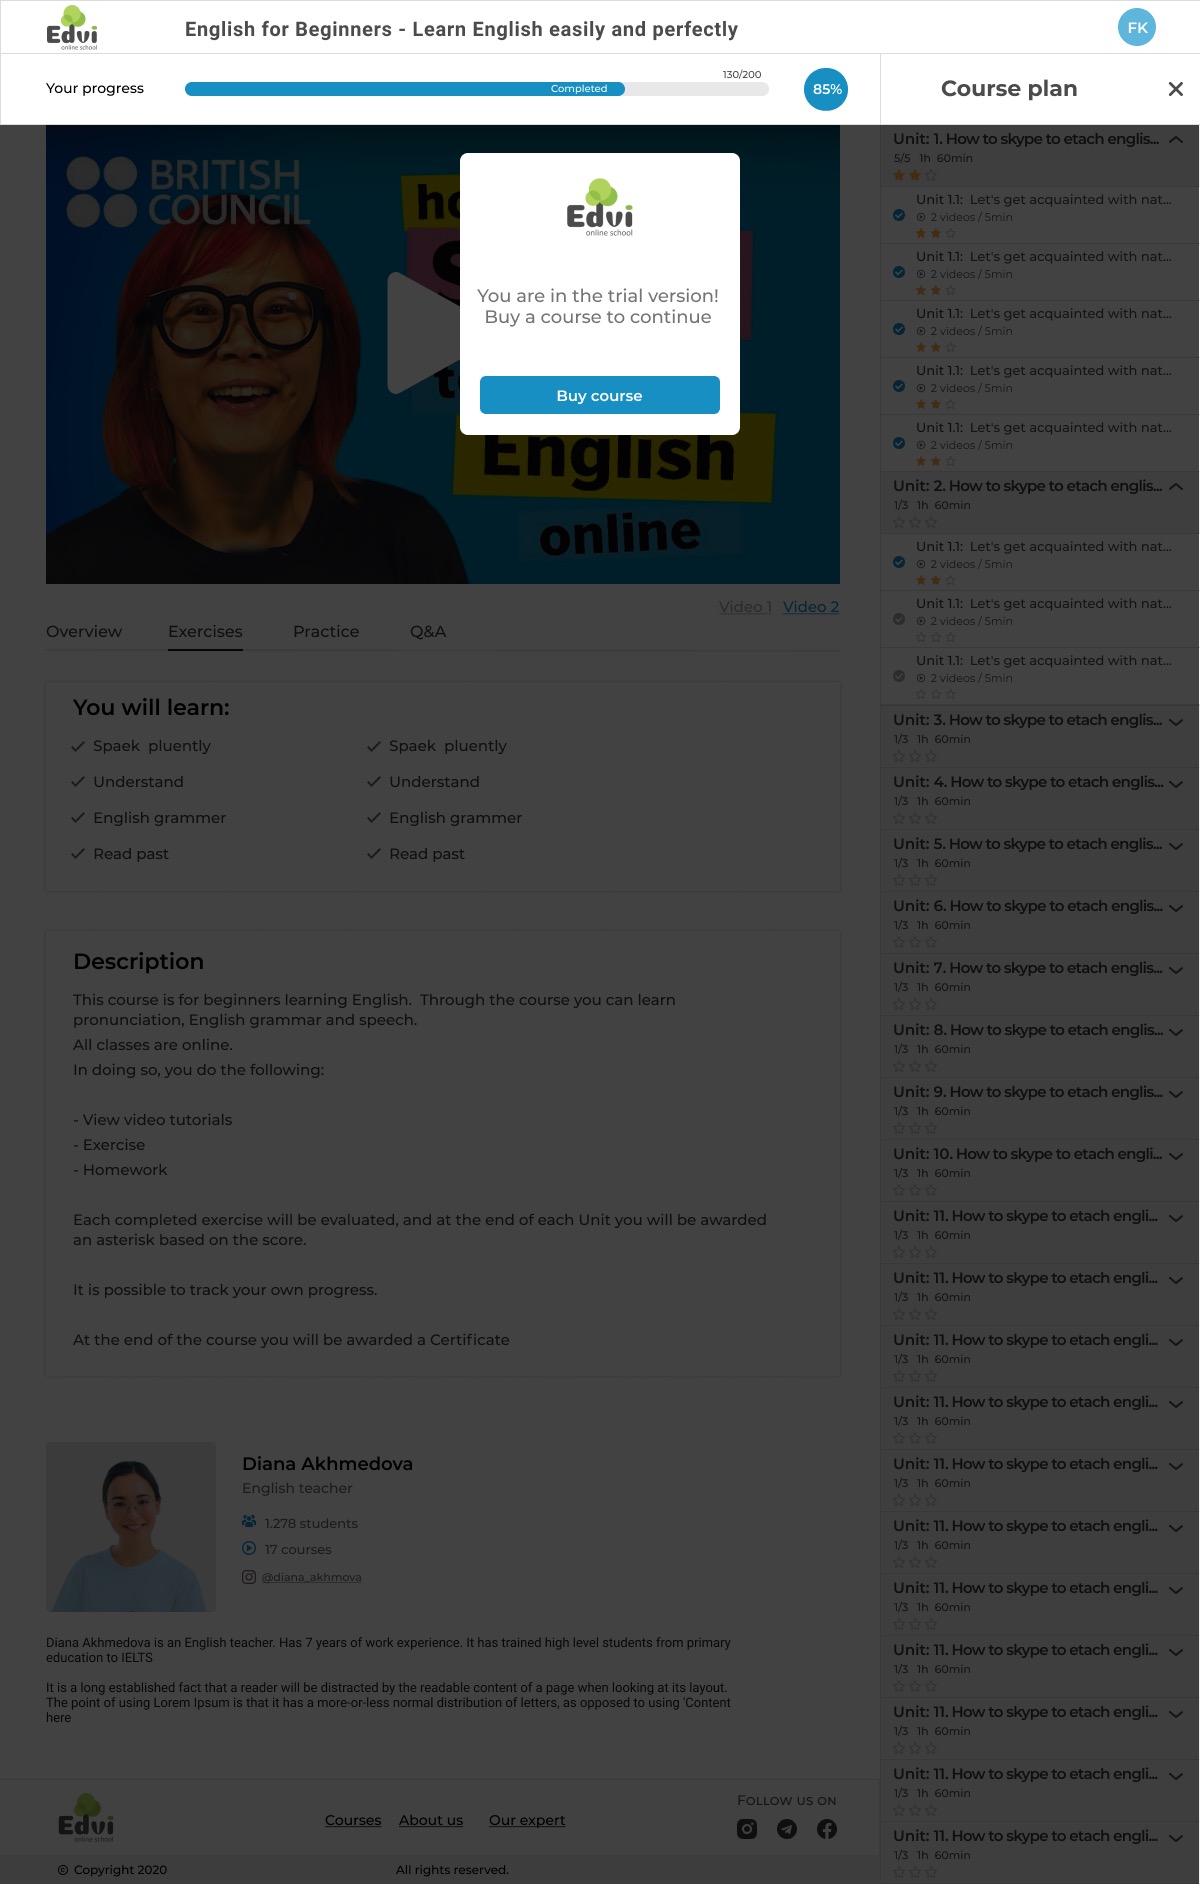 Edvi
online school
English for Beginners - Learn English easily and perfectly
FK
Your progress
Completed
130/200
85%
Course plan
BRITISH
COUNCIL
English
online
Edvi
online school
You are in the trial version!
Buy a course to continue
Buy course
Video 1 Video 2
Overview Exercises Practice Q&A
You will learn:
Spaek pluently Spaek pluently
Understand Understand
English grammer English grammer
Read past Read past
Description
This course is for beginners learning English. Through the course you can learn
pronunciation, English grammar and speech.
All classes are online.
In doing so, you do the following:
- View video tutorials
- Exercise
- Homework
Each completed exercise will be evaluated, and at the end of each Unit you will be awarded
an asterisk based on the score.
It is possible to track your own progress.
At the end of the course you will be awarded a Certificate
Diana Akhmedova
English teacher
1.278 students
17 courses
@diana_akhmova
Diana Akhmedova is an English teacher. Has 7 years of work experience. It has trained high level students from primary
education to IELTS
It is a long established fact that a reader will be distracted by the readable content of a page when looking at its layout.
The point of using Lorem Ipsum is that it has a more-or-less normal distribution of letters, as opposed to using 'Content
here
Unit: 1. How to skype to etach englis...
5/5 1h 60min
Unit 1.1: Let's get acquainted with nat...
2 videos / 5min
Unit 1.1: Let's get acquainted with nat...
2 videos / 5min
Unit 1.1: Let's get acquainted with nat...
2 videos / 5min
Unit 1.1: Let's get acquainted with nat...
2 videos / 5min
Unit 1.1: Let's get acquainted with nat...
2 videos / 5min
Unit: 2. How to skype to etach englis...
1/3 1h 60min
Unit 1.1: Let's get acquainted with nat...
2 videos / 5min
Unit 1.1: Let's get acquainted with nat...
2 videos / 5min
Unit 1.1: Let's get acquainted with nat...
2 videos / 5min
Unit: 3. How to skype to etach englis...
1/3 1h 60min
Unit: 4. How to skype to etach englis...
1/3 1h 60min
Unit: 5. How to skype to etach englis...
1/3 1h 60min
Unit: 6. How to skype to etach englis...
1/3 1h 60min
Unit: 7. How to skype to etach englis...
1/3 1h 60min
Unit: 8. How to skype to etach englis...
1/3 1h 60min
Unit: 9. How to skype to etach englis...
1/3 1h 60min
Unit: 10. How to skype to etach engli...
1/3 1h 60min
Unit: 11. How to skype to etach engli...
1/3 1h 60min
Unit: 11. How to skype to etach engli...
1/3 1h 60min
Unit: 11. How to skype to etach engli...
1/3 1h 60min
Unit: 11. How to skype to etach engli...
1/3 1h 60min
Unit: 11. How to skype to etach engli...
1/3 1h 60min
Unit: 11. How to skype to etach engli...
1/3 1h 60min
Unit: 11. How to skype to etach engli...
1/3 1h 60min
Unit: 11. How to skype to etach engli...
1/3 1h 60min
Unit: 11. How to skype to etach engli...
1/3 1h 60min
Unit: 11. How to skype to etach engli...
1/3 1h 60min
Unit: 11. How to skype to etach engli...
1/3 1h 60min
Edvi
online school
Courses About us Our expert
FOLLOW US ON
© Copyright 2020 All rights reserved.